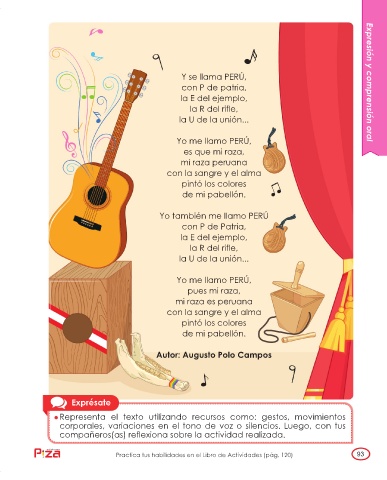 Expresión y comprensión oral
Y se llama PERÚ,
con P de patria,
la E del ejemplo,
la R del rifle,
la U de la unión...
Yo me llamo PERÚ,
es que mi raza,
mi raza peruana
con la sangre y el alma
pintó los colores
de mi pabellón.
Yo también me llamo PERÚ
con P de Patria,
la E del ejemplo,
la R del rifle,
la U de la unión...
Yo me llamo PERÚ,
pues mi raza,
mi raza es peruana
con la sangre y el alma
pintó los colores
de mi pabellón.
Autor: Augusto Polo Campos
Exprésate
Representa el texto utilizando recursos como: gestos, movimientos
corporales, variaciones en el tono de voz o silencios. Luego, con tus
compañeros(as) reflexiona sobre la actividad realizada.
Pza
Practica tus habilidades en el Libro de Actividades (pág. 120)
93